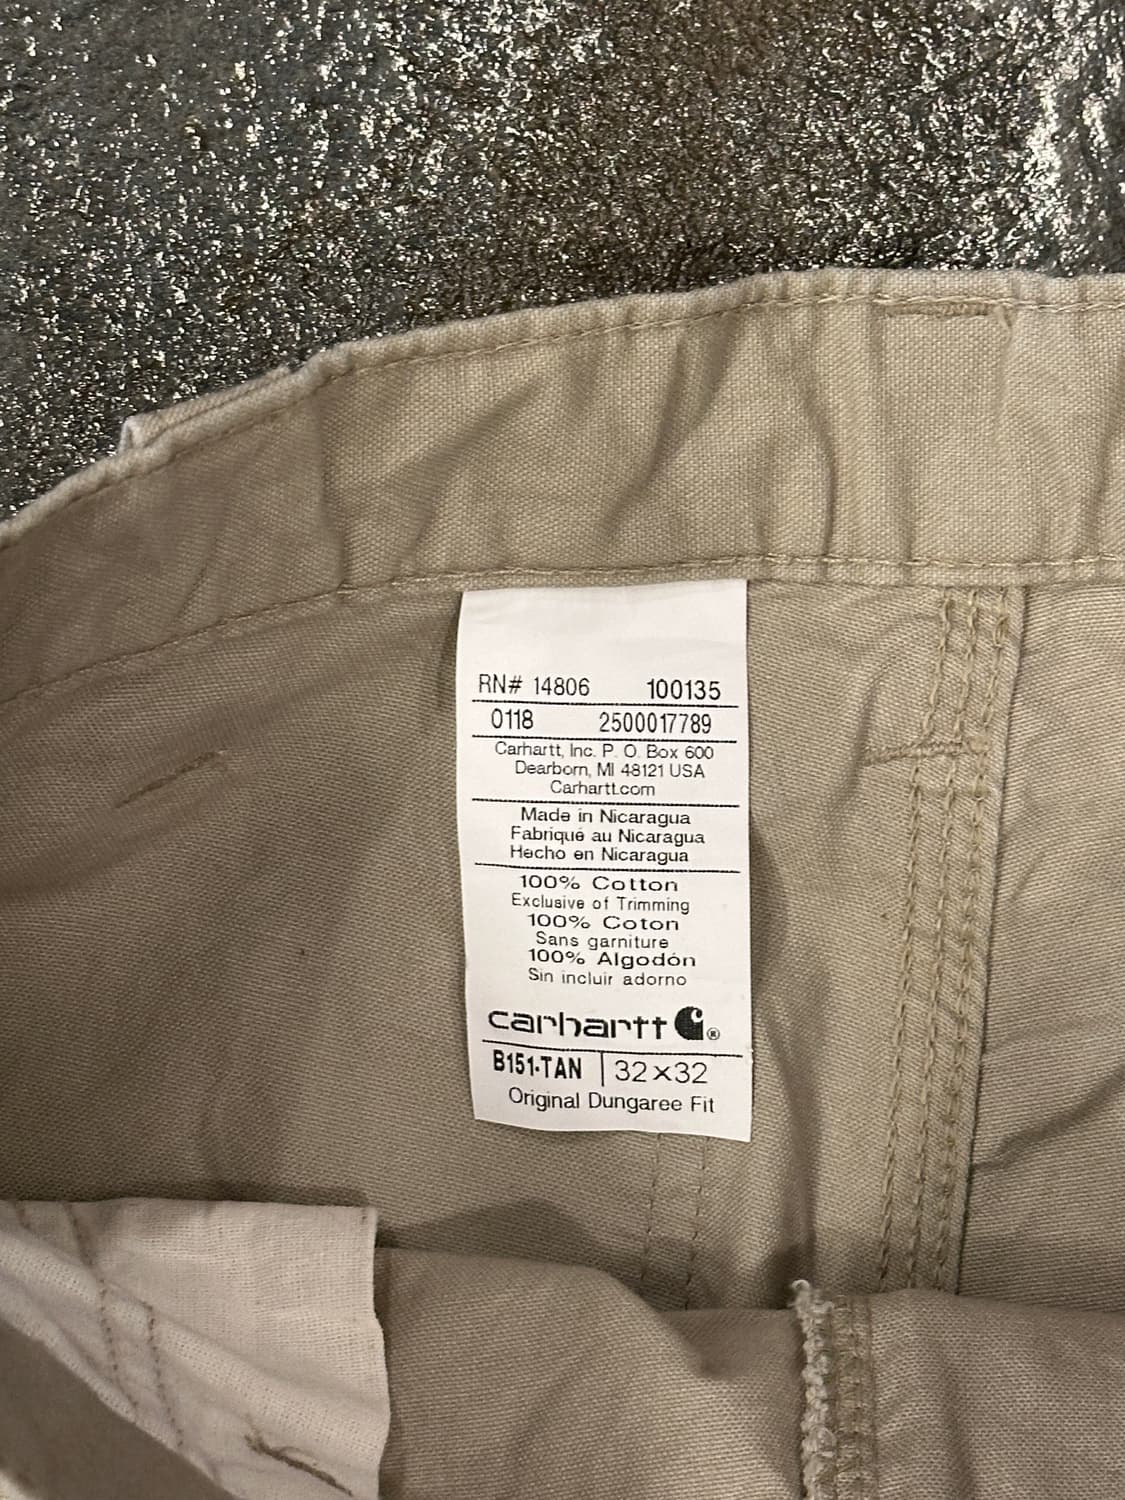 RN# 14806 100135
0118 2500017789
Carhartt, Inc. P. O. Box 600
Dearborn, MI 48121 USA
Carhartt.com
Made in Nicaragua
Fabriqué au Nicaragua
Hecho en Nicaragua
100% Cotton
Exclusive of Trimming
100% Coton
Sans garniture
100% Algodón
Sin incluir adorno
carhartt ®
B151-TAN 32×32
Original Dungaree Fit